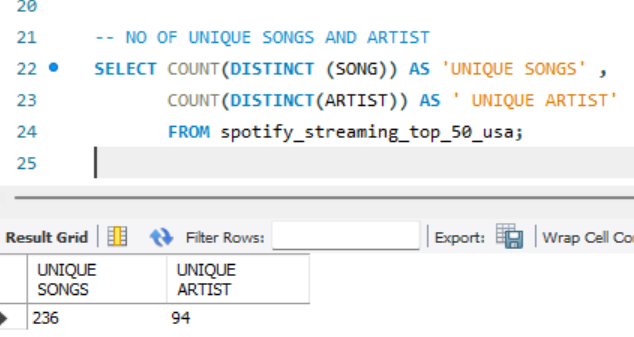 20
21 -- NO OF UNIQUE SONGS AND ARTIST
22 SELECT COUNT(DISTINCT (SONG)) AS 'UNIQUE SONGS' ,
23 COUNT(DISTINCT(ARTIST)) AS ' UNIQUE ARTIST'
24 FROM spotify_streaming_top_50_usa;
25
Result Grid Filter Rows: Export: Wrap Cell Co
UNIQUE SONGS UNIQUE ARTIST
236 94